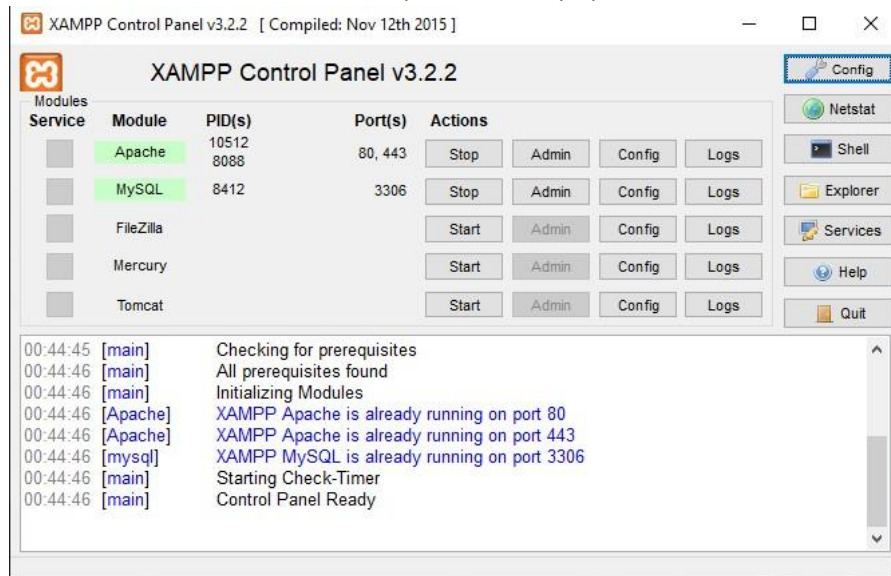 XAMPP Control Panel v3.2.2 [ Compiled: Nov 12th 2015 ]
XAMPP Control Panel v3.2.2
Config
Modules
Service Module PID(s) Port(s) Actions
Netstat
Apache 10512 8088 80, 443 Stop Admin Config Logs
Shell
MySQL 8412 3306 Stop Admin Config Logs
Explorer
FileZilla Start Admin Config Logs
Services
Mercury Start Admin Config Logs
Help
Tomcat Start Admin Config Logs
Quit
00:44:45 [main] Checking for prerequisites
00:44:46 [main] All prerequisites found
00:44:46 [main] Initializing Modules
00:44:46 [Apache] XAMPP Apache is already running on port 80
00:44:46 [Apache] XAMPP Apache is already running on port 443
00:44:46 [mysql] XAMPP MySQL is already running on port 3306
00:44:46 [main] Starting Check-Timer
00:44:46 [main] Control Panel Ready